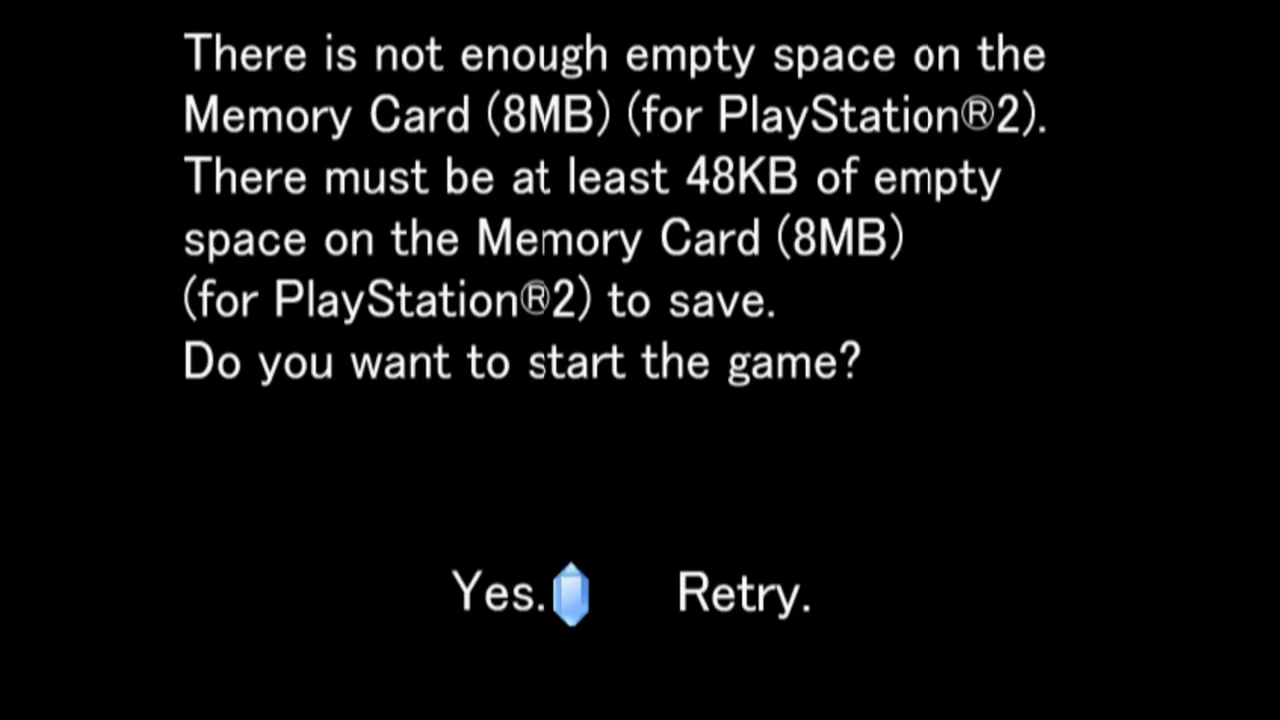 There is not enough empty space on the
Memory Card (8MB) (for PlayStation®2).
There must be at least 48KB of empty
space on the Memory Card (8MB)
(for PlayStation®2) to save.
Do you want to start the game?
Yes. Retry.